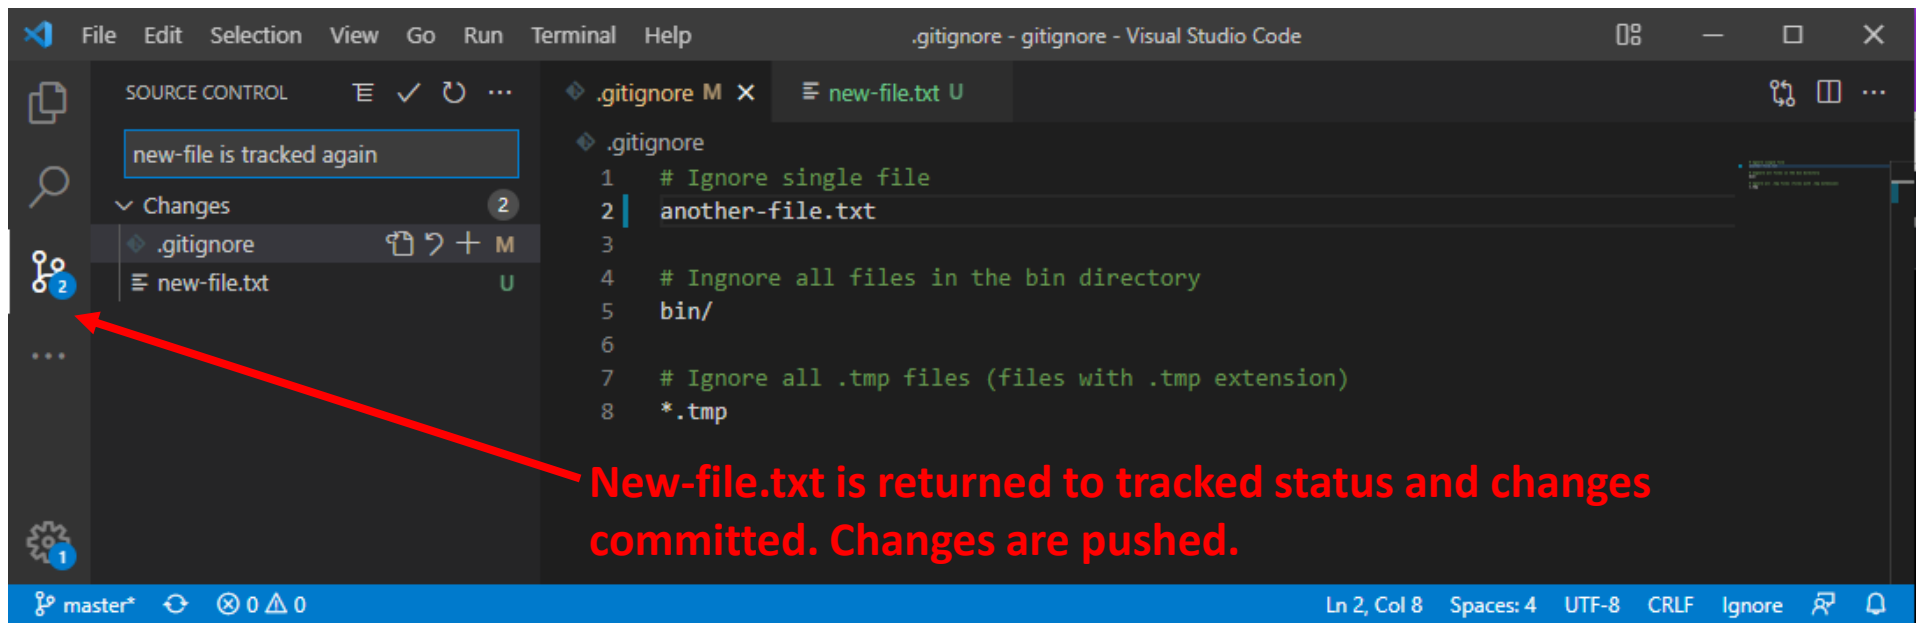 File Edit Selection View Go Run Terminal Help .gitignore - gitignore - Visual Studio Code
SOURCE CONTROL
new-file is tracked again
Changes 2
.gitignore M
new-file.txt U
2
1
.gitignore M new-file.txt U
.gitignore
1 # Ignore single file
2 another-file.txt
3
4 # Ingnore all files in the bin directory
5 bin/
6
7 # Ignore all .tmp files (files with .tmp extension)
8 *.tmp
New-file.txt is returned to tracked status and changes
committed. Changes are pushed.
master* 0 0 Ln 2, Col 8 Spaces: 4 UTF-8 CRLF Ignore